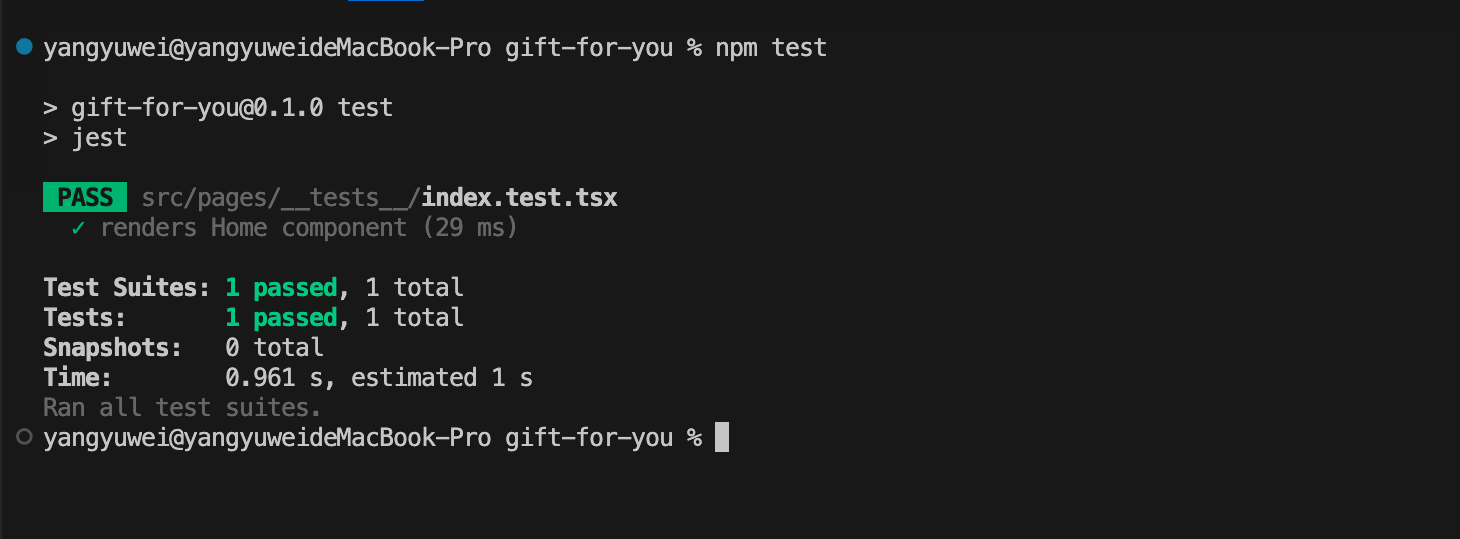 yangyuwei@yangyuweideMacBook-Pro gift-for-you % npm test
> gift-for-you@0.1.0 test
> jest
PASS src/pages/__tests__/index.test.tsx
✓ renders Home component (29 ms)
Test Suites: 1 passed, 1 total
Tests: 1 passed, 1 total
Snapshots: 0 total
Time: 0.961 s, estimated 1 s
Ran all test suites.
yangyuwei@yangyuweideMacBook-Pro gift-for-you %